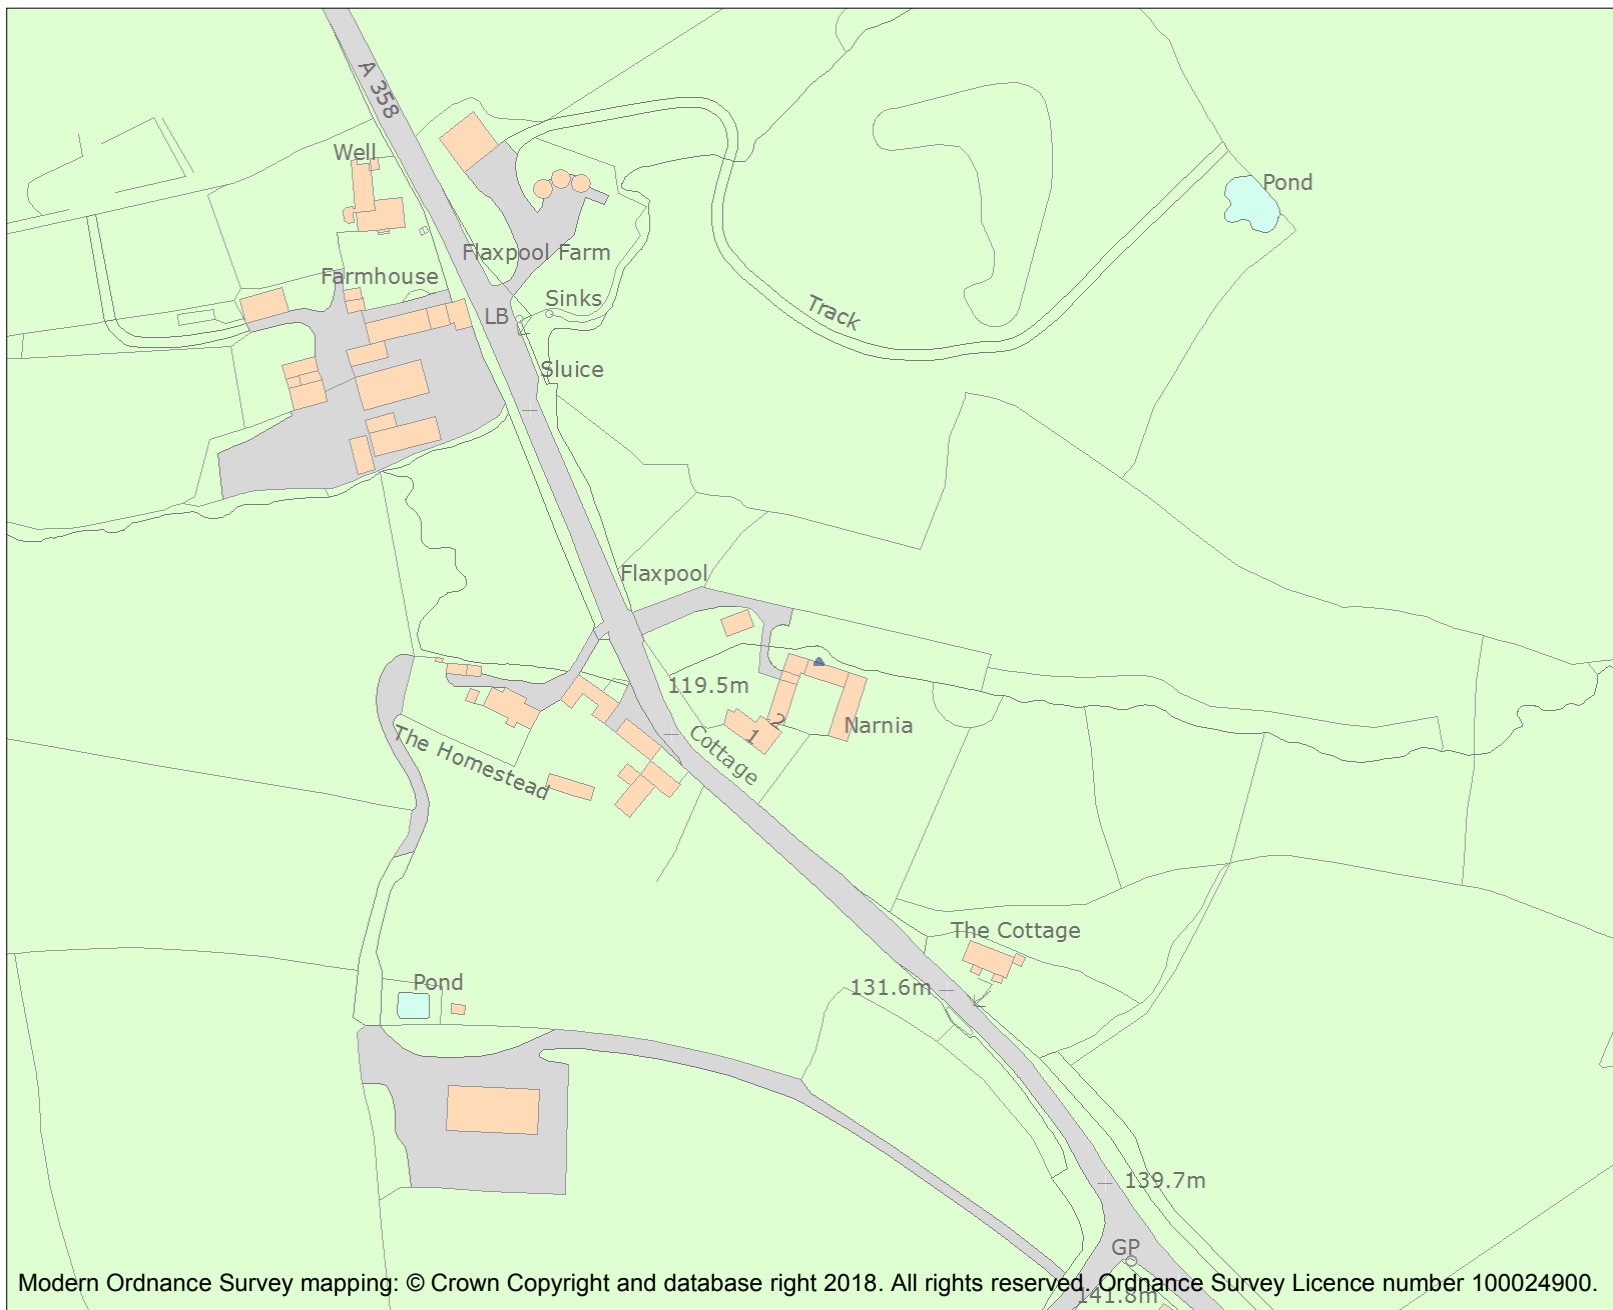 A 358
Well
Pond
Flaxpool Farm
Farmhouse
Sinks
LB
Track
Sluice
Flaxpool
119.5m
2
1
Narnia
Cottage
The Homestead
The Cottage
131.6m
Pond
139.7m
GP
Modern Ordnance Survey mapping: © Crown Copyright and database right 2018. All rights reserved. Ordnance Survey Licence number 100024900.
141.8m